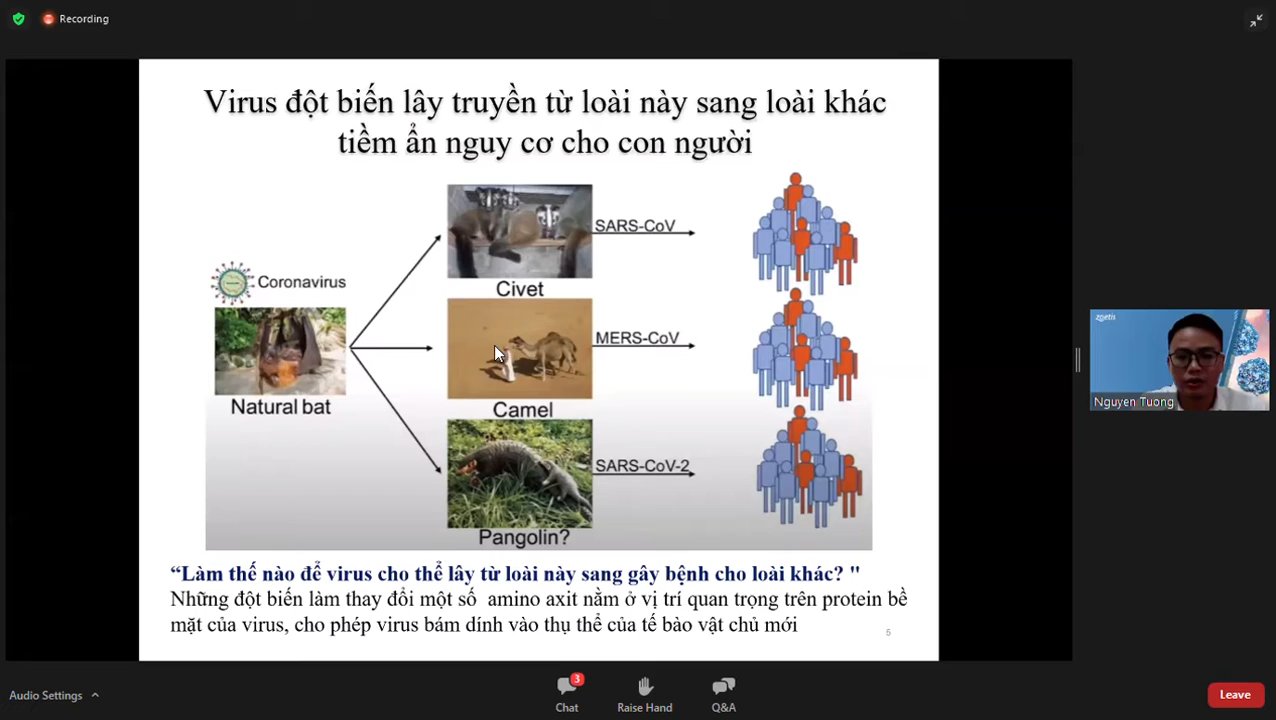 Recording
Virus đột biến lây truyền từ loài này sang loài khác
tiềm ẩn nguy cơ cho con người
SARS-CoV
Coronavirus
Civet
MERS-CoV
zgetis
Natural bat
Nguyen Tuong
Camel
SARS-CoV-2
Pangolin?
“Làm thế nào để virus cho thể lây từ loài này sang gây bệnh cho loài khác? "
Những đột biến làm thay đổi một số amino axit nằm ở vị trí quan trọng trên protein bề
mặt của virus, cho phép virus bám dính vào thụ thể của tế bào vật chủ mới
5
Audio Settings
3
Chat
Raise Hand
Q&A
Leave